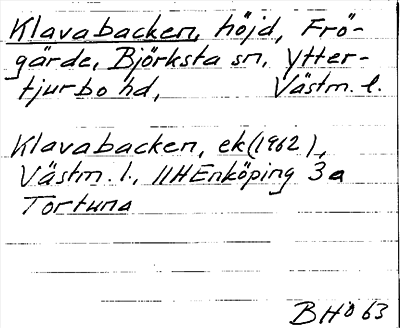 Klavabacken, höjd, Frö-
gärde, Björksta sn, Ytter-
tjurbo hd, Västm. l.
Klavabacken, ek (1962),
Västm. l., 11H Enköping 3a
Tortuna
BHö 63